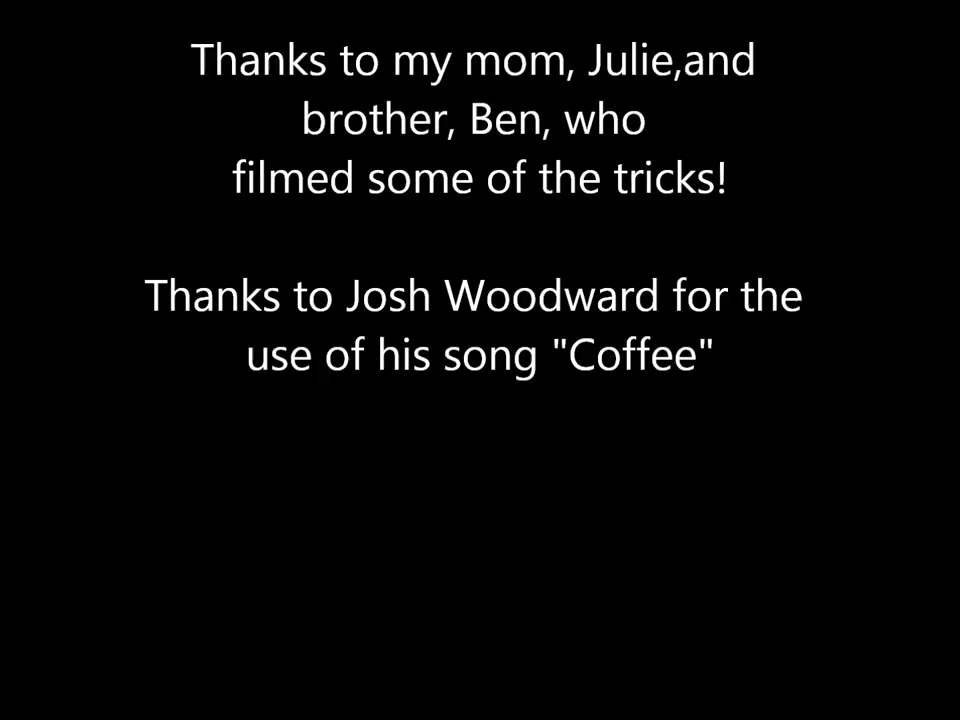 Thanks to my mom, Julie,and
brother, Ben, who
filmed some of the tricks!
Thanks to Josh Woodward for the
use of his song "Coffee"